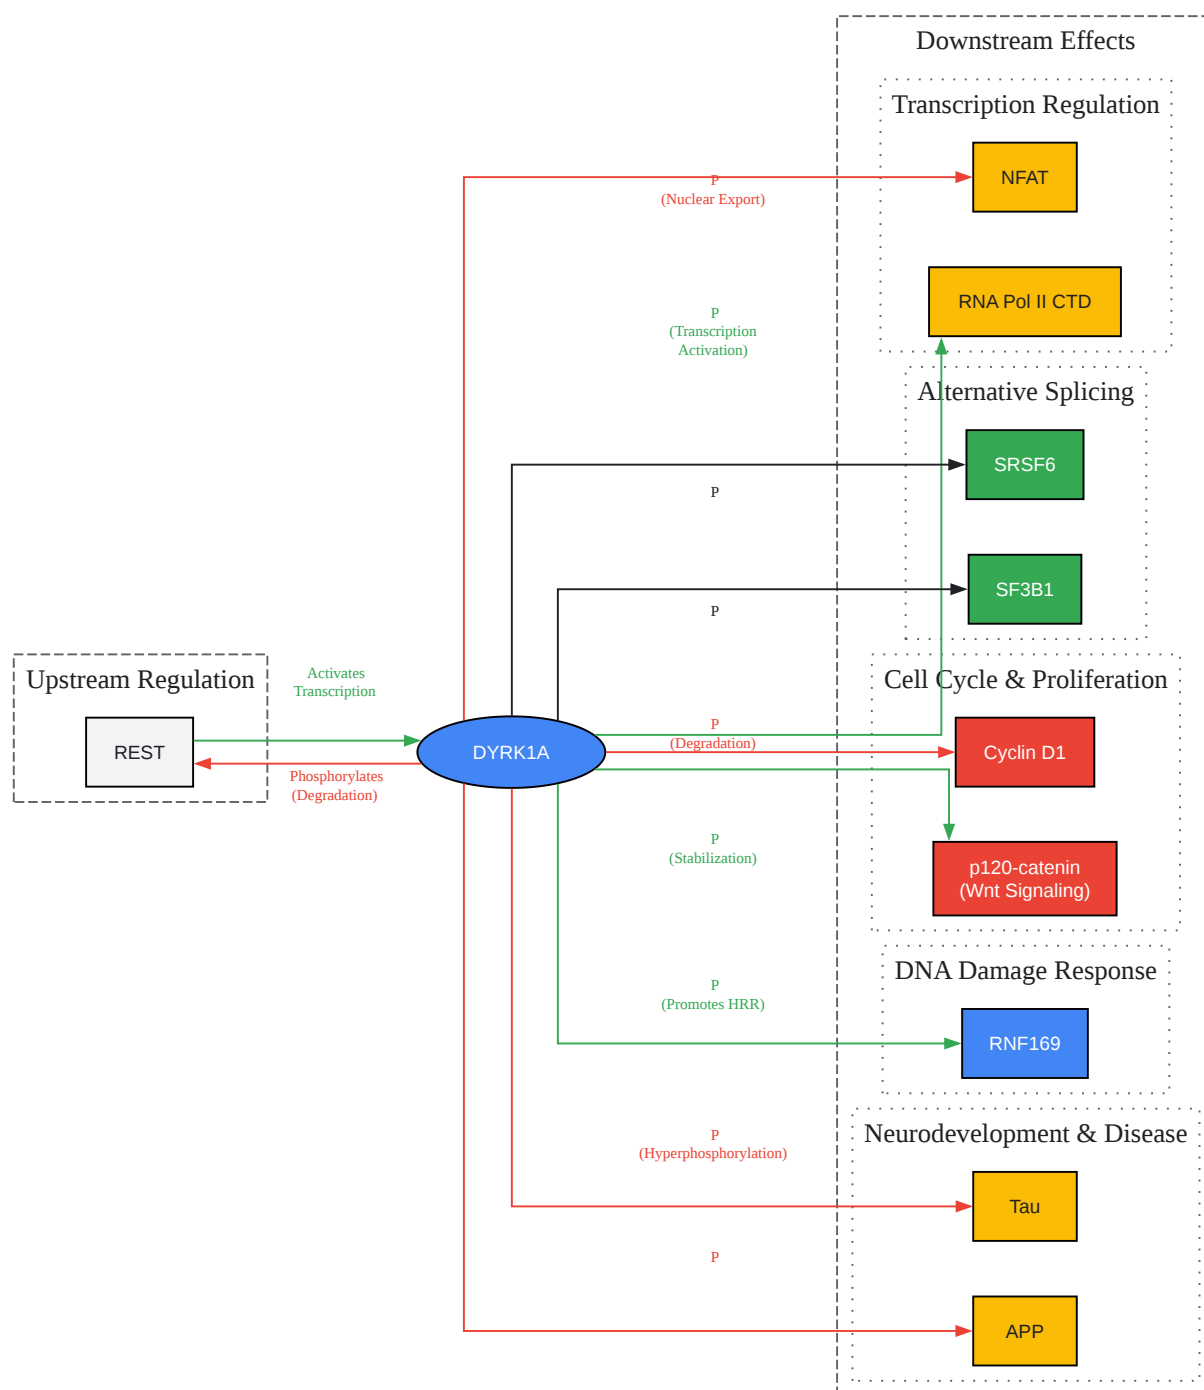 Downstream Effects
Transcription Regulation
NFAT
P
(Nuclear Export)
RNA Pol II CTD
P
(Transcription
Activation)
Alternative Splicing
SRSF6
P
SF3B1
P
Upstream Regulation
REST
Activates
Transcription
Phosphorylates
(Degradation)
DYRK1A
Cell Cycle & Proliferation
P
(Degradation)
Cyclin D1
P
(Stabilization)
p120-catenin
(Wnt Signaling)
DNA Damage Response
P
(Promotes HRR)
RNF169
Neurodevelopment & Disease
P
(Hyperphosphorylation)
Tau
P
APP